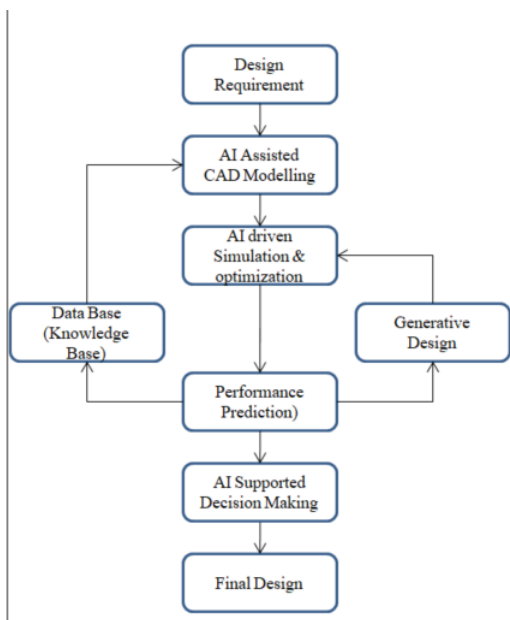 Design
Requirement
AI Assisted
CAD Modelling
AI driven
Simulation &
optimization
Data Base
(Knowledge
Base)
Generative
Design
Performance
Prediction)
AI Supported
Decision Making
Final Design